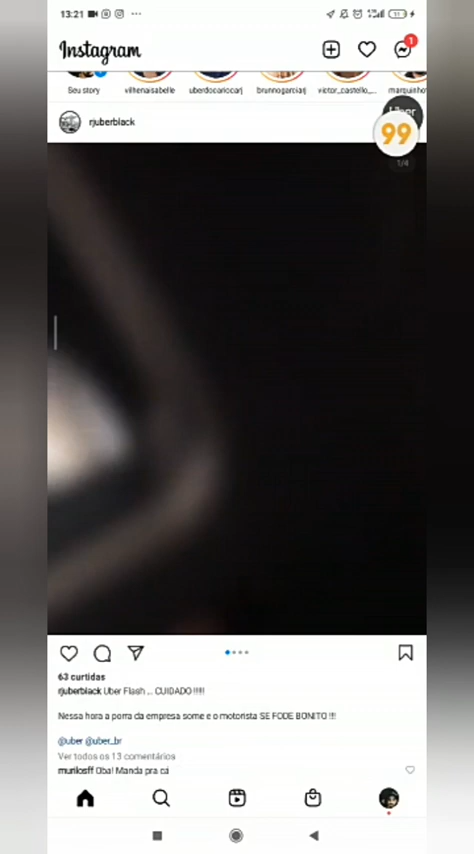 13:21
Instagram
1
Seu story
vilhenaisabelle
uberdocariocarj
brunnogarciarj
victor_castello_...
marquinho
rjuberblack
Uber
99
1/4
63 curtidas
rjuberblack Uber Flash ... CUIDADO !!!!!
Nessa hora a porra da empresa some e o motorista SE FODE BONITO !!!
@uber @uber_br
Ver todos os 13 comentários
murilosff Oba! Manda pra cá